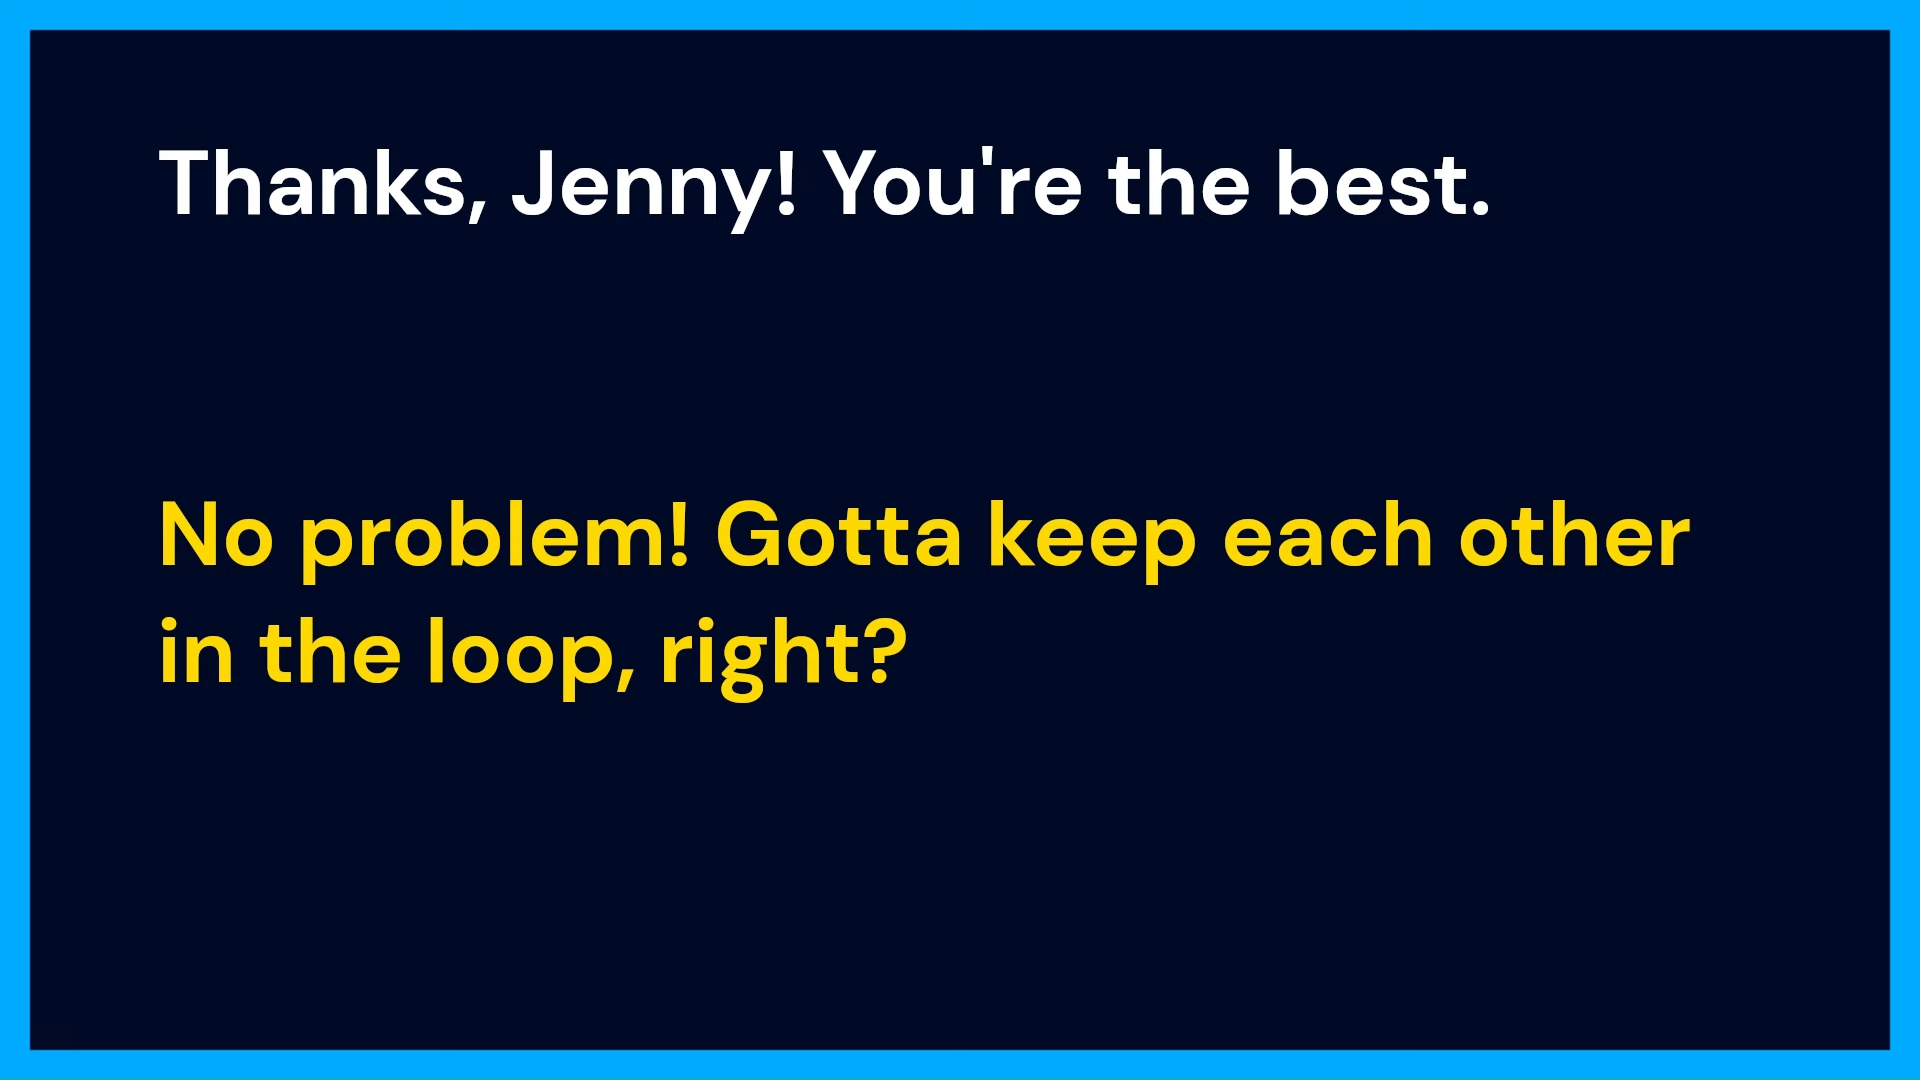 Thanks, Jenny! You're the best.
No problem! Gotta keep each other
in the loop, right?